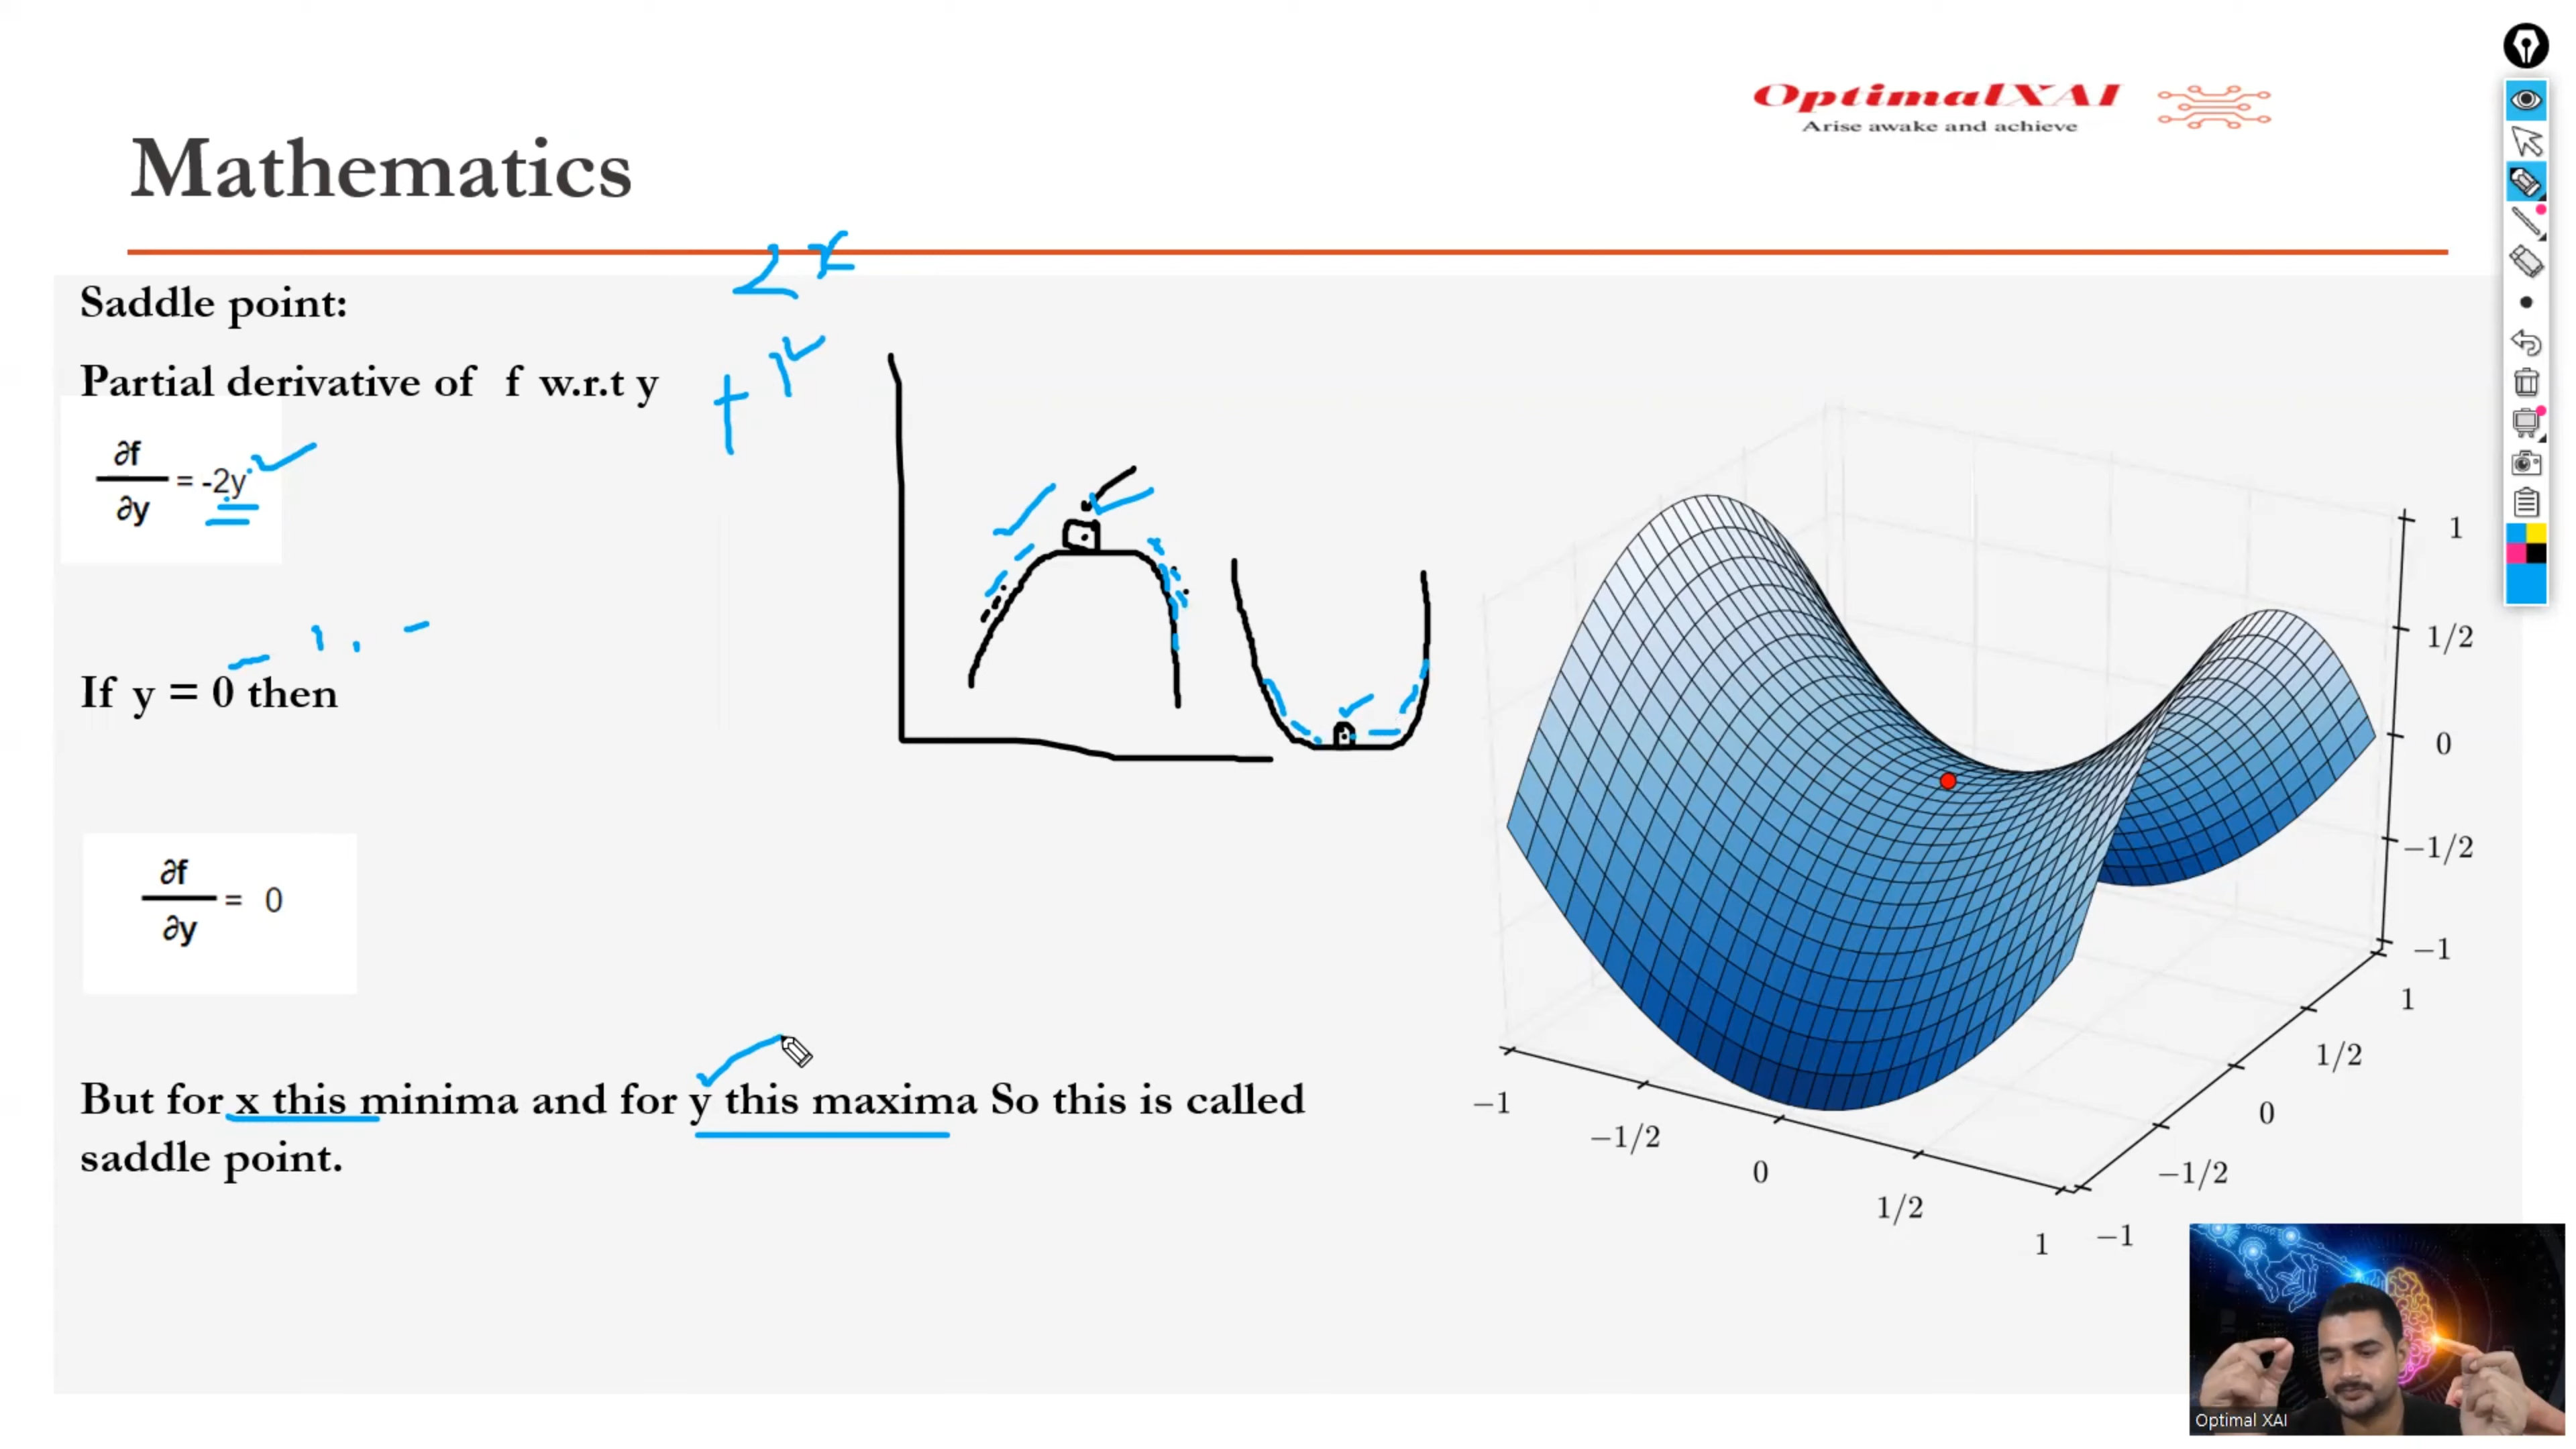 OptimalXAI
Arise awake and achieve
Mathematics
2x
Saddle point:
Partial derivative of f w.r.t y
∂f
∂y
= -2y
If y = 0 then
∂f
∂y
= 0
But for x this minima and for y this maxima So this is called
saddle point.
1
1/2
0
−1/2
−1
1
1/2
0
−1/2
−1
−1
−1/2
0
1/2
1
Optimal XAI